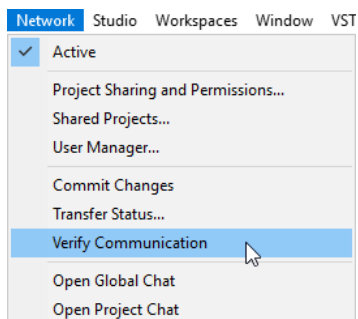 Network Studio Workspaces Window VST
Active
Project Sharing and Permissions...
Shared Projects...
User Manager...
Commit Changes
Transfer Status...
Verify Communication
Open Global Chat
Open Project Chat